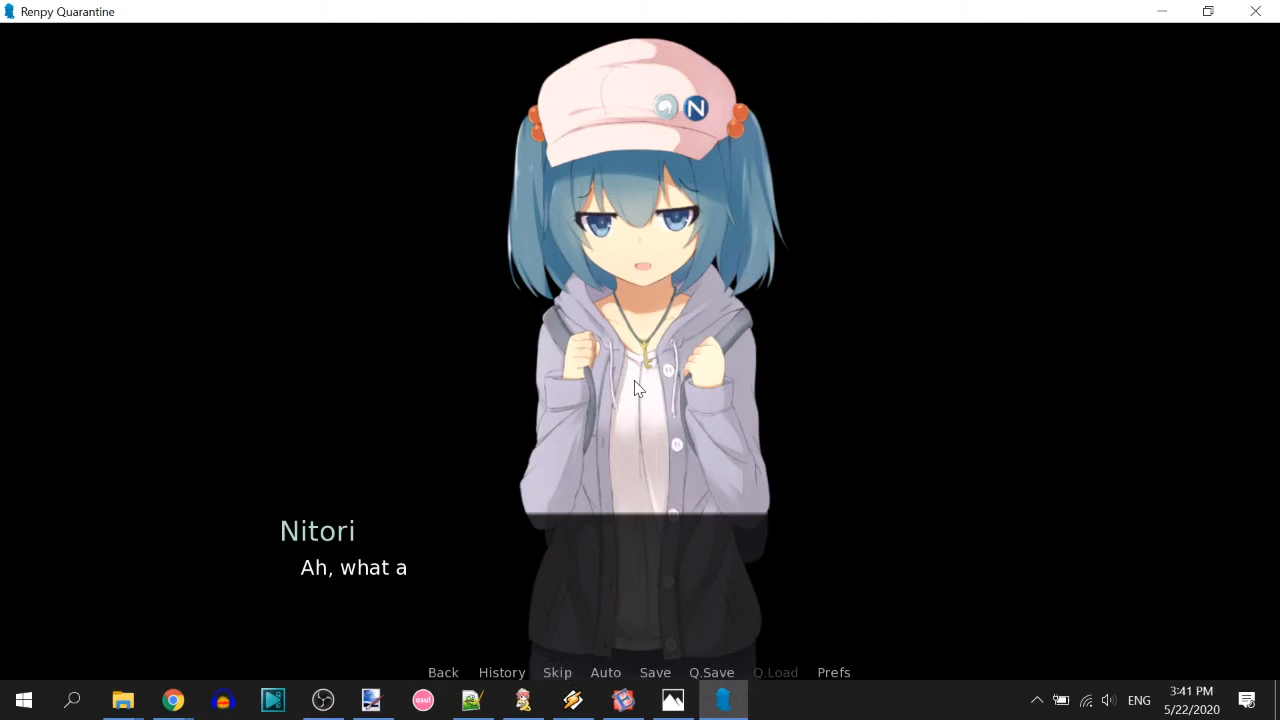 Renpy Quarantine
N
Nitori
Ah, what a
Back History Skip Auto Save Q.Save Q.Load Prefs
osu!
ENG
3:41 PM
5/22/2020